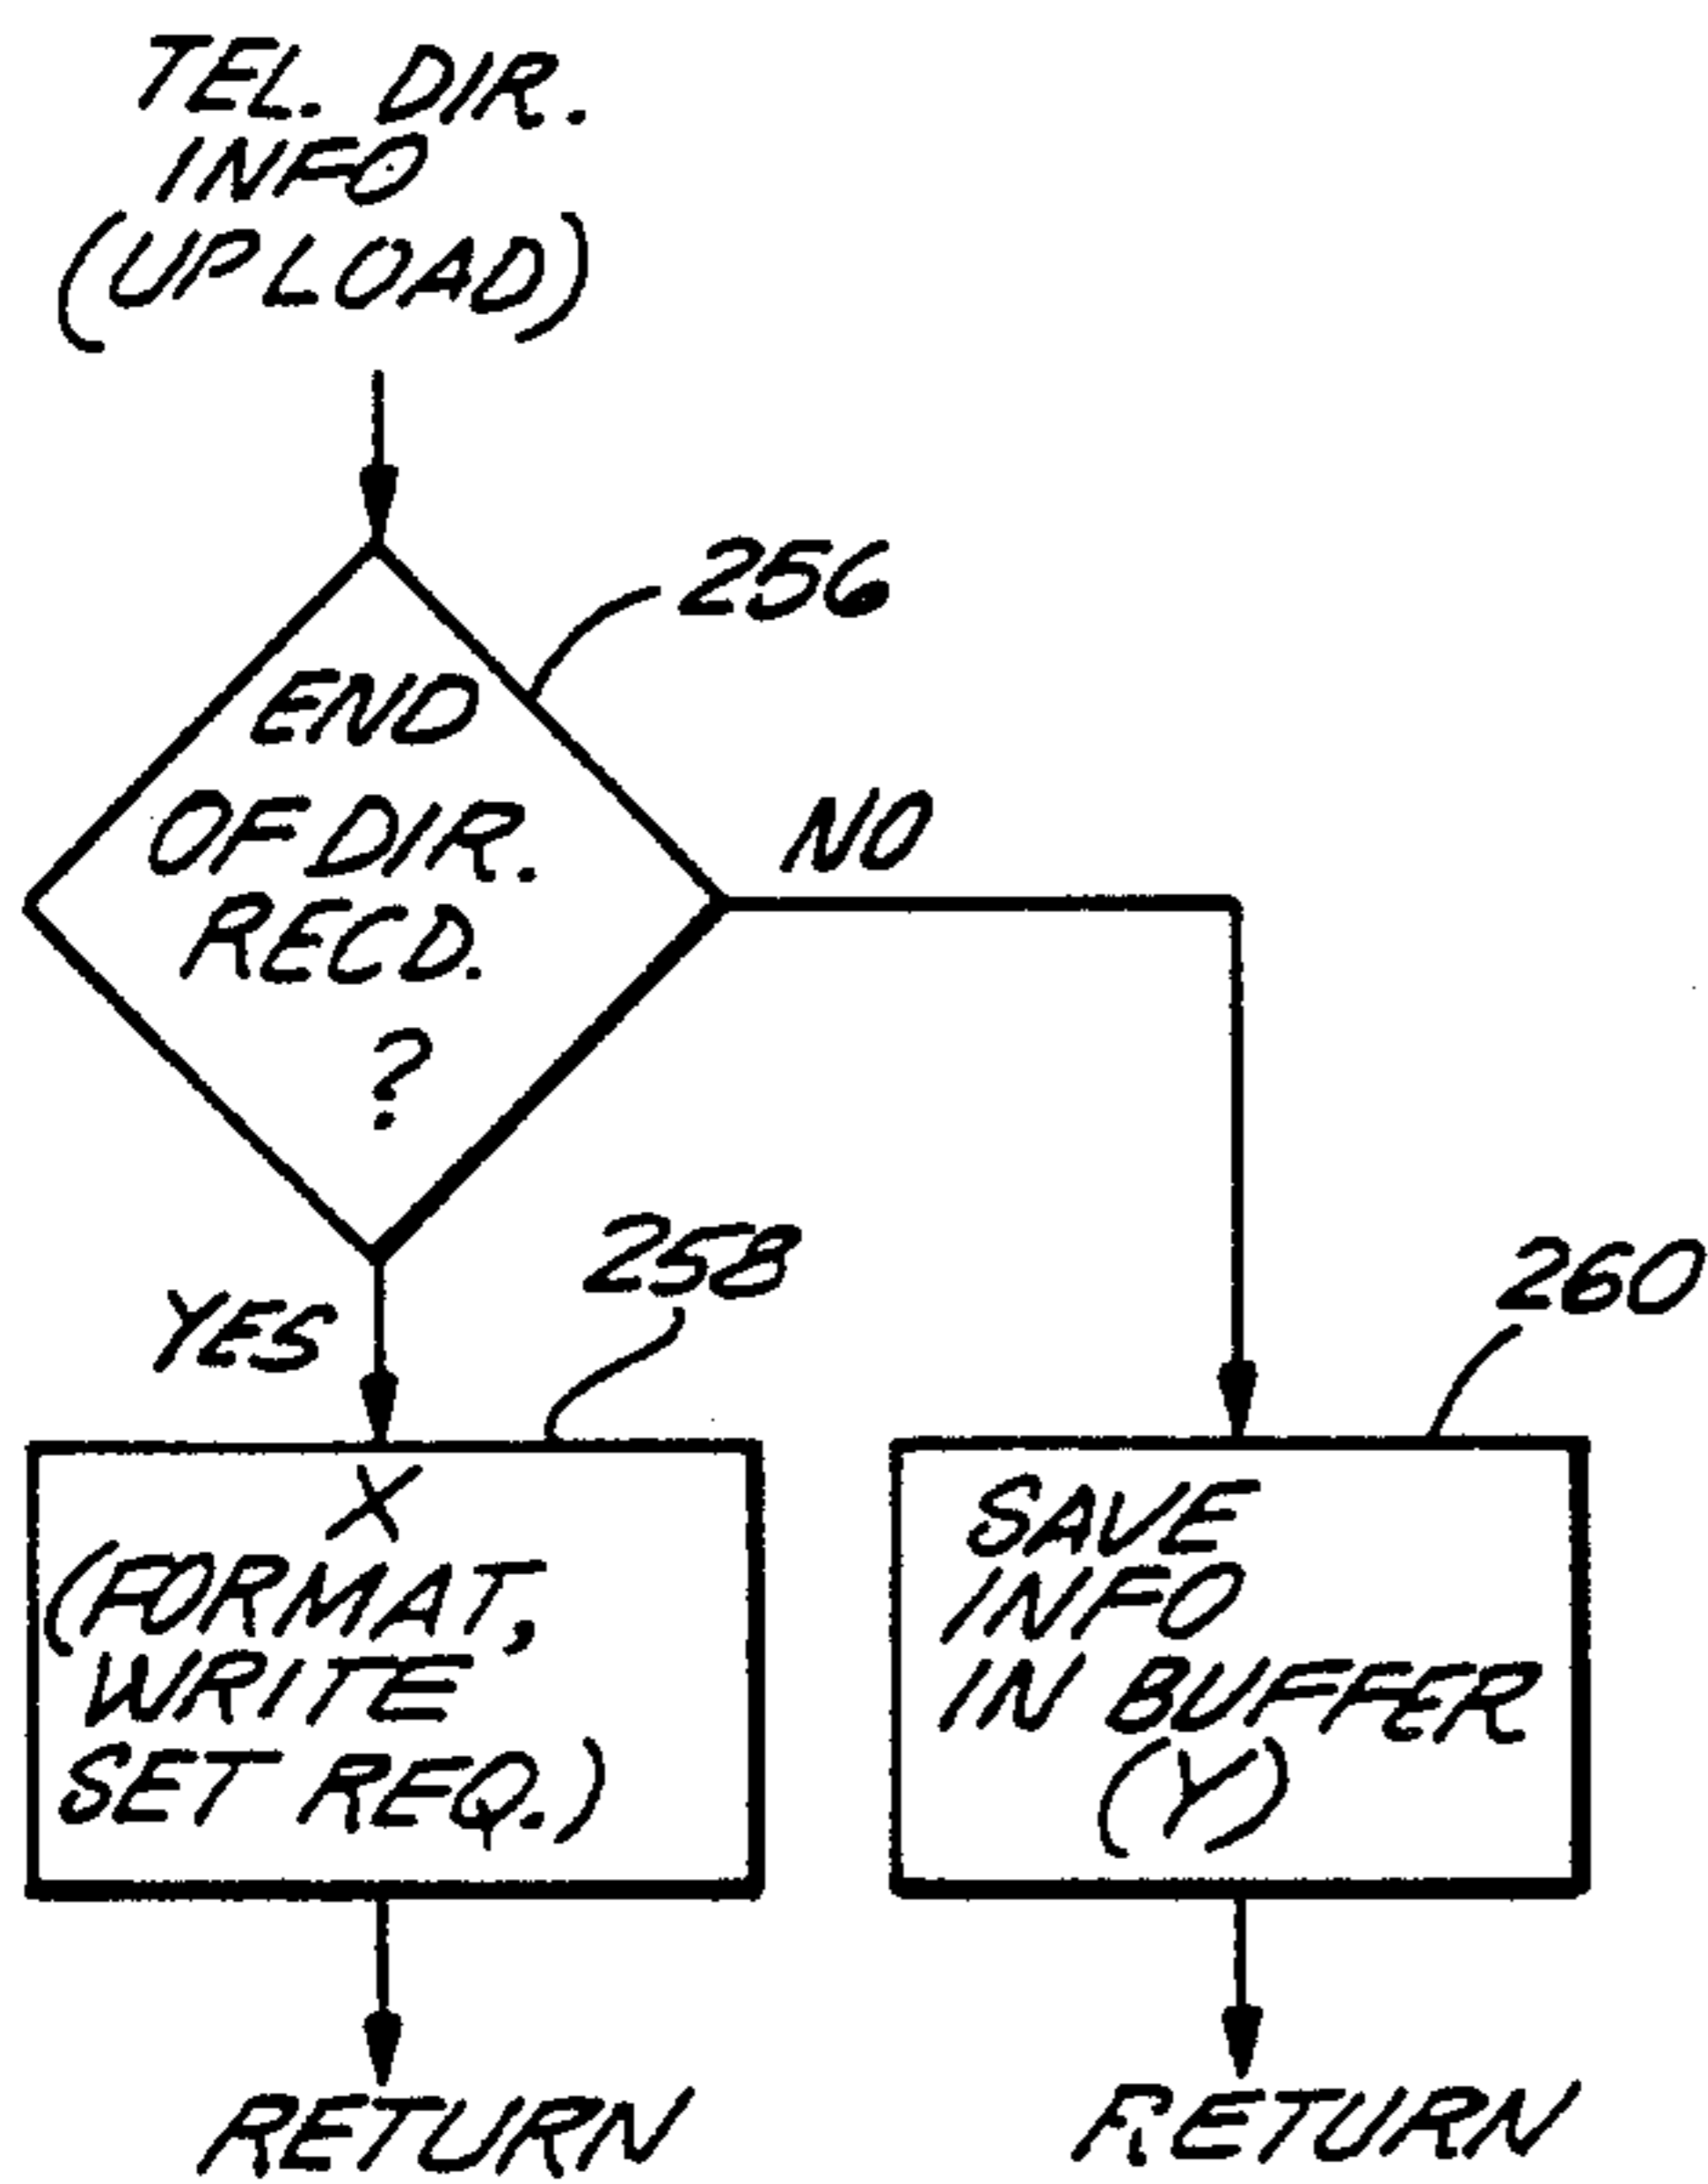 TEL. DIR.
INFO
(UPLOAD)
256
END
OF DIR.
RECD.
?
NO
YES
258
260
X
(FORMAT,
WRITE
SET REQ.)
SAVE
INFO
IN BUFFER
(Y)
RETURN
RETURN